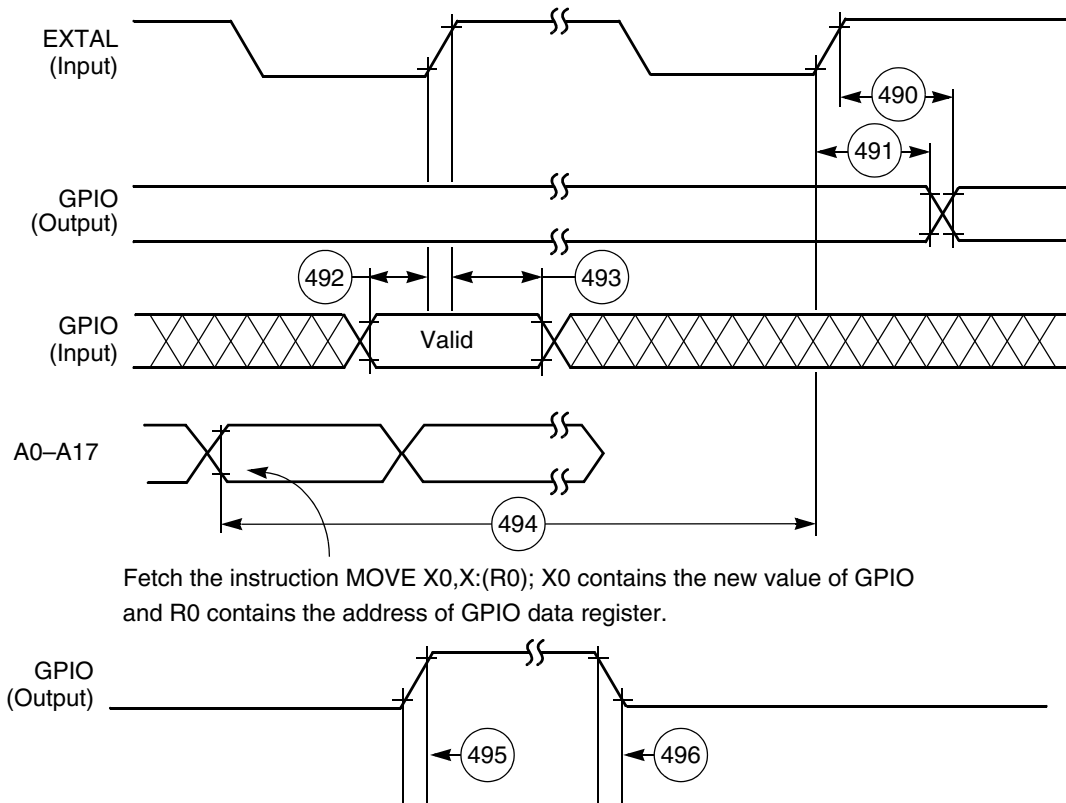 EXTAL
(Input)
490
491
GPIO
(Output)
492
493
GPIO
(Input)
Valid
A0–A17
494
Fetch the instruction MOVE X0,X:(R0); X0 contains the new value of GPIO
and R0 contains the address of GPIO data register.
GPIO
(Output)
495
496